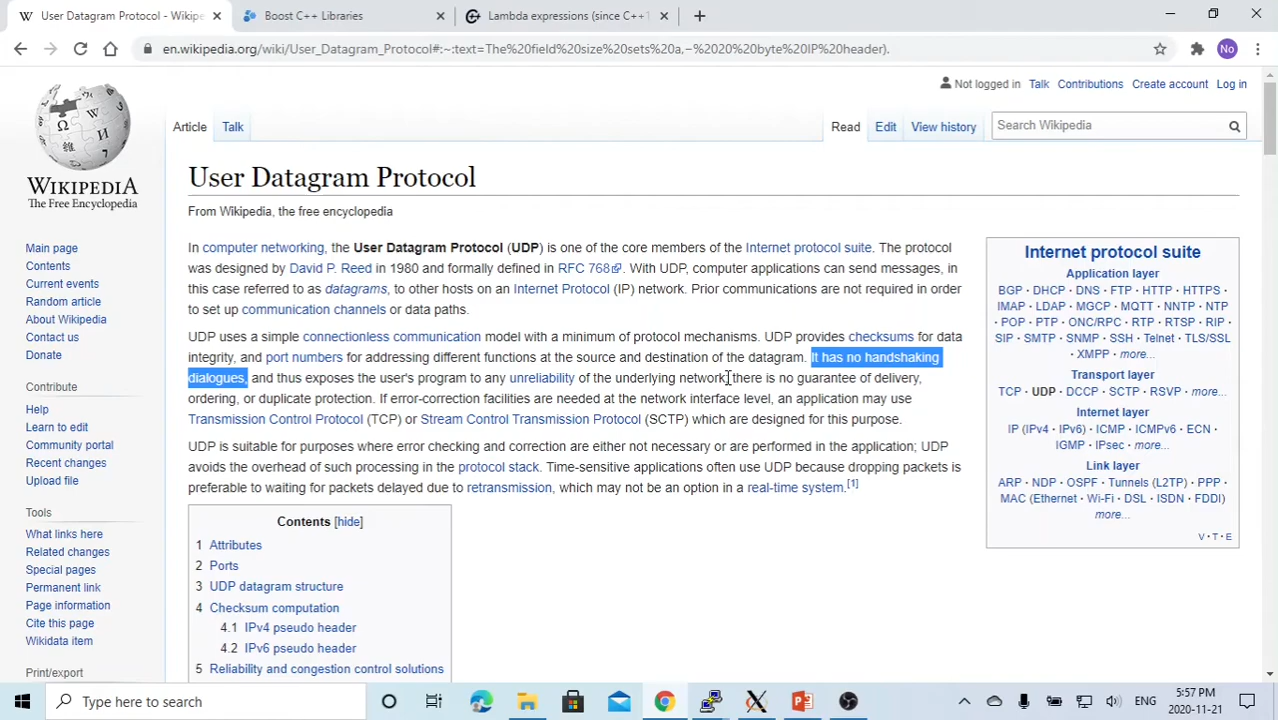 User Datagram Protocol - Wikipe
Boost C++ Libraries
Lambda expressions (since C++1
en.wikipedia.org/wiki/User_Datagram_Protocol#:~:text=The%20field%20size%20sets%20a,−%2020%20byte%20IP%20header).
No
Not logged in Talk Contributions Create account Log in
Article Talk Read Edit View history Search Wikipedia
WIKIPEDIA
The Free Encyclopedia
User Datagram Protocol
From Wikipedia, the free encyclopedia
In computer networking, the User Datagram Protocol (UDP) is one of the core members of the Internet protocol suite. The protocol
was designed by David P. Reed in 1980 and formally defined in RFC 768. With UDP, computer applications can send messages, in
this case referred to as datagrams, to other hosts on an Internet Protocol (IP) network. Prior communications are not required in order
to set up communication channels or data paths.
UDP uses a simple connectionless communication model with a minimum of protocol mechanisms. UDP provides checksums for data
integrity, and port numbers for addressing different functions at the source and destination of the datagram. It has no handshaking
dialogues, and thus exposes the user's program to any unreliability of the underlying network; there is no guarantee of delivery,
ordering, or duplicate protection. If error-correction facilities are needed at the network interface level, an application may use
Transmission Control Protocol (TCP) or Stream Control Transmission Protocol (SCTP) which are designed for this purpose.
UDP is suitable for purposes where error checking and correction are either not necessary or are performed in the application; UDP
avoids the overhead of such processing in the protocol stack. Time-sensitive applications often use UDP because dropping packets is
preferable to waiting for packets delayed due to retransmission, which may not be an option in a real-time system.[1]
Contents [hide]
1 Attributes
2 Ports
3 UDP datagram structure
4 Checksum computation
4.1 IPv4 pseudo header
4.2 IPv6 pseudo header
5 Reliability and congestion control solutions
Internet protocol suite
Application layer
BGP · DHCP · DNS · FTP · HTTP · HTTPS
· IMAP · LDAP · MGCP · MQTT · NNTP · NTP
· POP · PTP · ONC/RPC · RTP · RTSP · RIP ·
SIP · SMTP · SNMP · SSH · Telnet · TLS/SSL
· XMPP · more...
Transport layer
TCP · UDP · DCCP · SCTP · RSVP · more...
Internet layer
IP (IPv4 · IPv6) · ICMP · ICMPv6 · ECN ·
IGMP · IPsec · more...
Link layer
ARP · NDP · OSPF · Tunnels (L2TP) · PPP ·
MAC (Ethernet · Wi-Fi · DSL · ISDN · FDDI)
more...
V · T · E
Main page
Contents
Current events
Random article
About Wikipedia
Contact us
Donate
Contribute
Help
Learn to edit
Community portal
Recent changes
Upload file
Tools
What links here
Related changes
Special pages
Permanent link
Page information
Cite this page
Wikidata item
Print/export
Type here to search
ENG
5:57 PM
2020-11-21